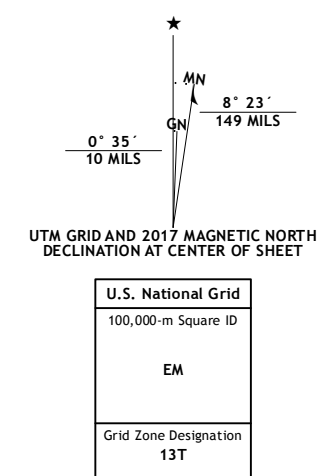 ★
MN
8° 23´
149 MILS
GN
0° 35´
10 MILS
UTM GRID AND 2017 MAGNETIC NORTH
DECLINATION AT CENTER OF SHEET
U.S. National Grid
100,000-m Square ID
EM
Grid Zone Designation
13T